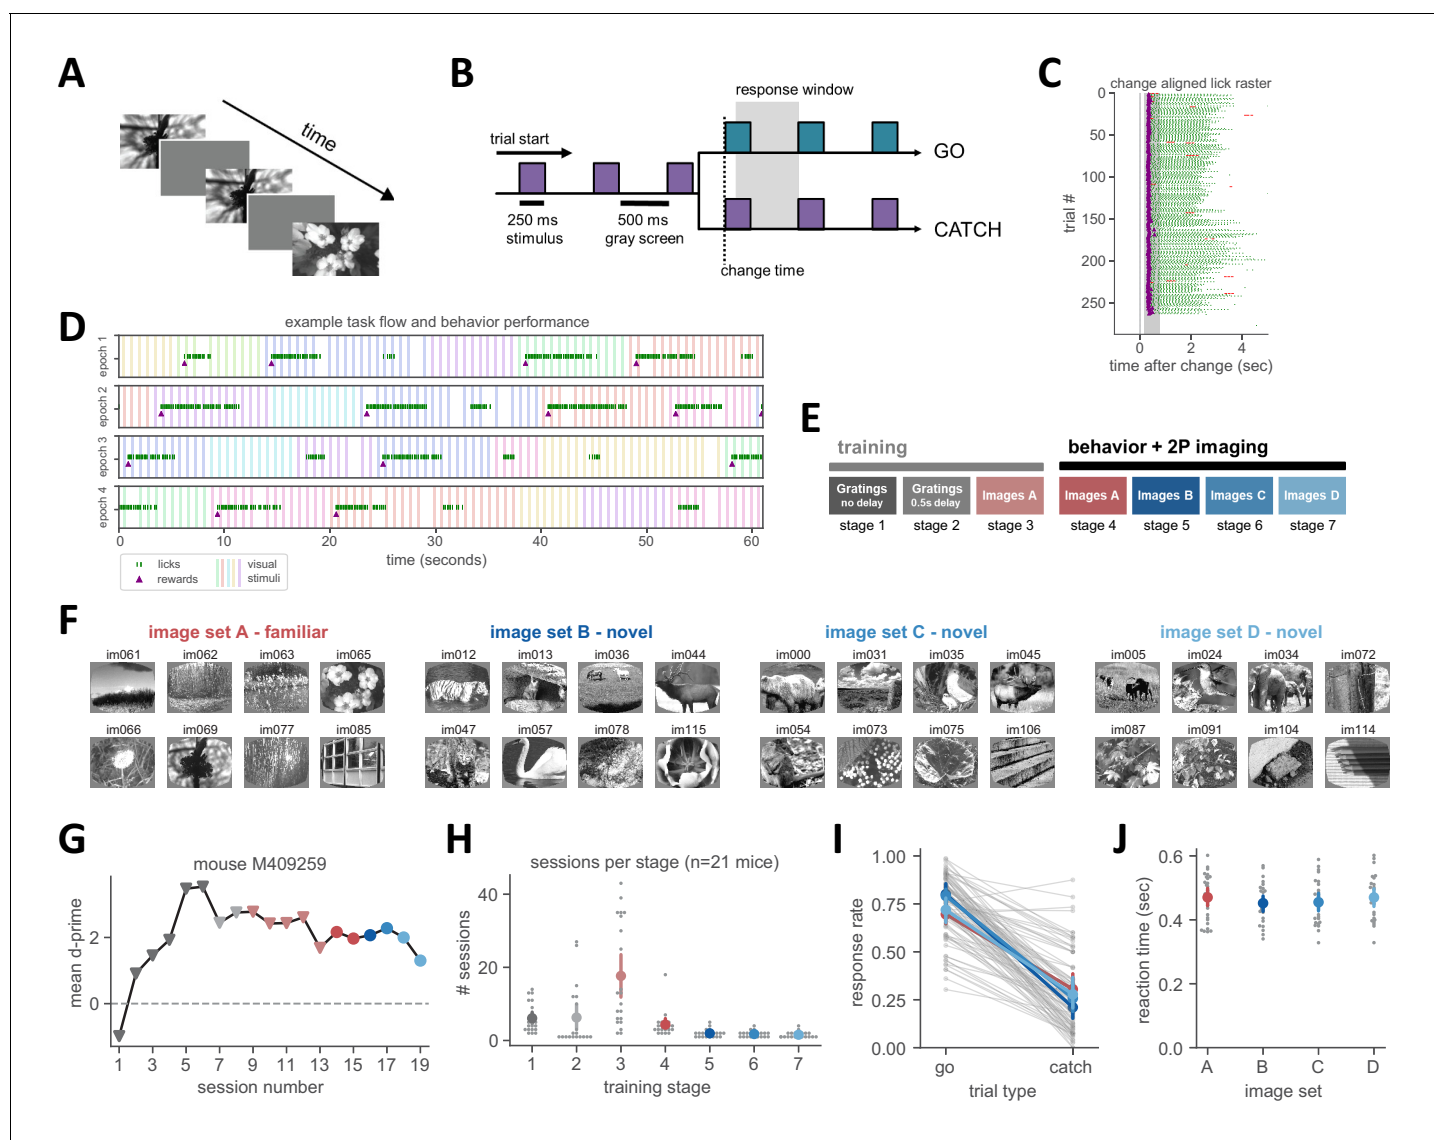 A
time
B
response window
trial start
GO
250 ms
stimulus
500 ms
gray screen
CATCH
change time
C
change aligned lick raster
0
50
100
150
200
250
trial #
0
2
4
time after change (sec)
D
example task flow and behavior performance
epoch 1
epoch 2
epoch 3
epoch 4
0
10
20
30
40
50
60
time (seconds)
licks
rewards
visual
stimuli
E
training
behavior + 2P imaging
Gratings
no delay
Gratings
0.5s delay
Images A
Images A
Images B
Images C
Images D
stage 1
stage 2
stage 3
stage 4
stage 5
stage 6
stage 7
F
image set A - familiar
image set B - novel
image set C - novel
image set D - novel
im061
im062
im063
im065
im012
im013
im036
im044
im000
im031
im035
im045
im005
im024
im034
im072
im066
im069
im077
im085
im047
im057
im078
im115
im054
im073
im075
im106
im087
im091
im104
im114
G
mouse M409259
mean d-prime
2
0
1
3
5
7
9
11
13
15
17
19
session number
H
sessions per stage (n=21 mice)
# sessions
40
20
0
1
2
3
4
5
6
7
training stage
I
response rate
1.00
0.75
0.50
0.25
0.00
go
catch
trial type
J
reaction time (sec)
0.6
0.4
0.2
0.0
A
B
C
D
image set